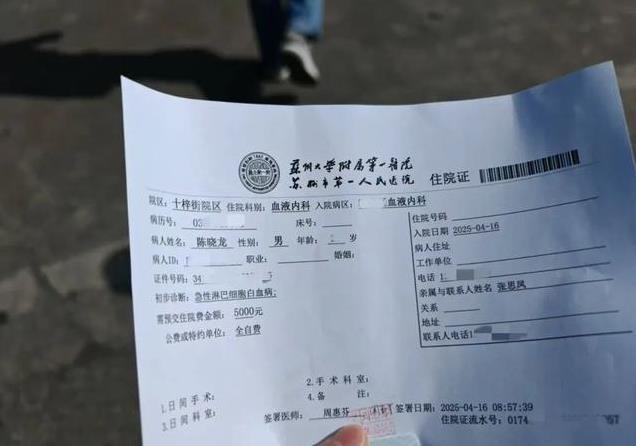 苏州大学附属第一医院
苏州市第一人民医院
住院证
院区: 十梓街院区 住院科别: 血液内科 入院病区: 血液内科
病历号: 03 床号:
病人姓名: 陈晓龙 性别: 男 年龄: 岁
病人ID: 职业: 婚姻:
证件号码: 34
初步诊断: 急性淋巴细胞白血病;
需预交住院费金额: 5000元
公费或特约单位: 全自费
住院号码:
入院日期 2025-04-16
病人住址
工作单位
电话 1
亲属与联系人姓名 张思凤
关系
地址
联系人电话1
1.日间手术: 2.手术科室:
3.日间科室: 4.备 注:
签署医师: 周惠芬 签署日期: 2025-04-16 08:57:39
住院证流水号: 0174